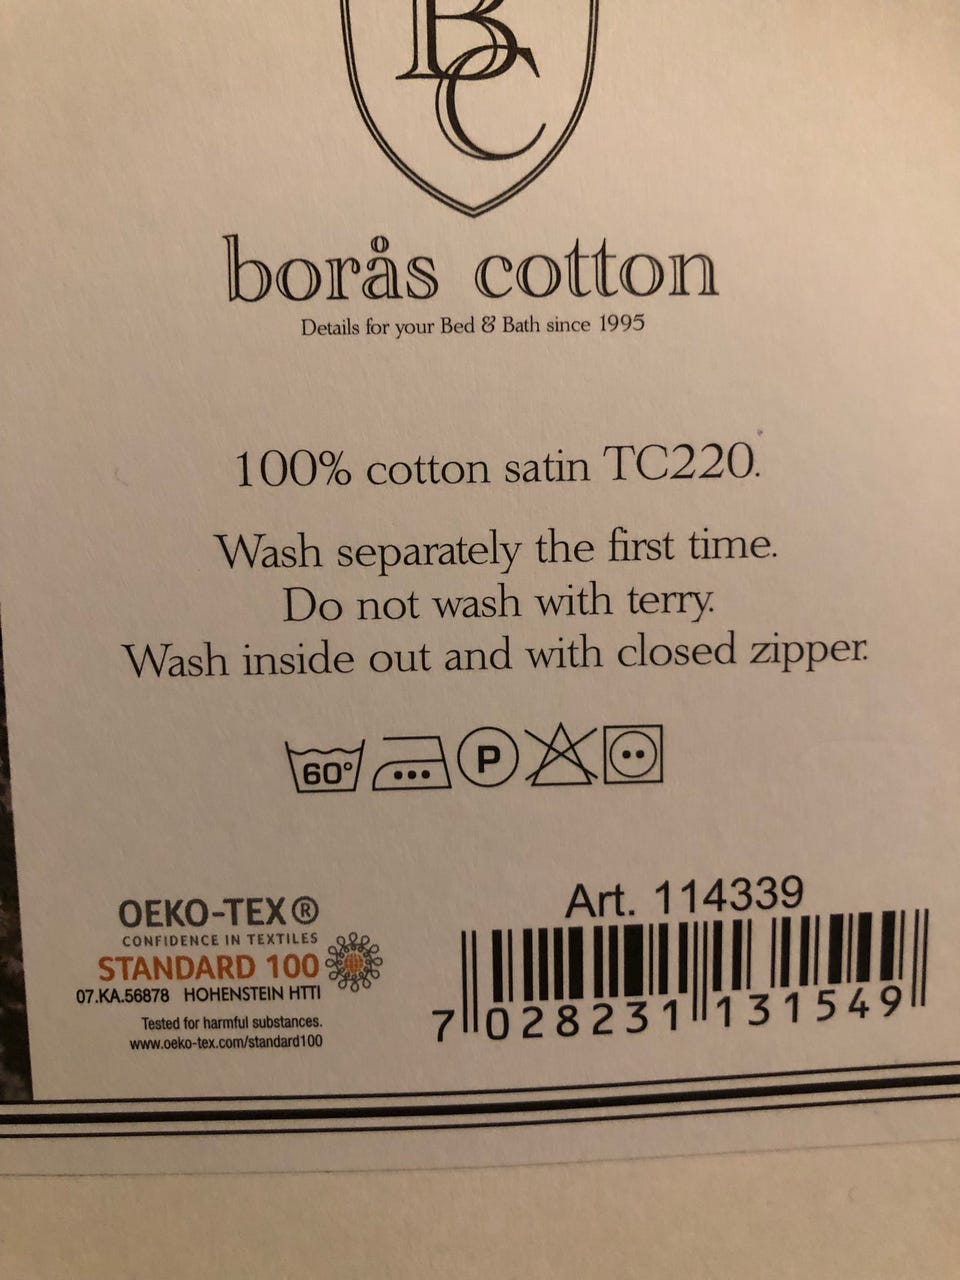 BC
borås cotton
Details for your Bed & Bath since 1995
100% cotton satin TC220.
Wash separately the first time.
Do not wash with terry.
Wash inside out and with closed zipper.
60° P
OEKO-TEX®
CONFIDENCE IN TEXTILES
STANDARD 100
07.KA.56878 HOHENSTEIN HTTI
Tested for harmful substances.
www.oeko-tex.com/standard100
Art. 114339
7 028231 131549